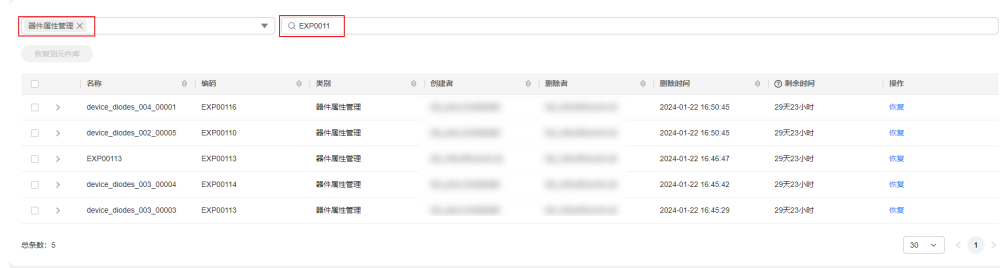 器件属性管理 ×
EXP0011
恢复到元件库
名称 编码 类别 创建者 删除者 删除时间 剩余时间 操作
device_diodes_004_00001 EXP00116 器件属性管理 2024-01-22 16:50:45 29天23小时 恢复
device_diodes_002_00005 EXP00110 器件属性管理 2024-01-22 16:50:45 29天23小时 恢复
EXP00113 EXP00113 器件属性管理 2024-01-22 16:46:47 29天23小时 恢复
device_diodes_003_00004 EXP00114 器件属性管理 2024-01-22 16:45:42 29天23小时 恢复
device_diodes_003_00003 EXP00113 器件属性管理 2024-01-22 16:45:29 29天23小时 恢复
总条数：5 30 < 1 >